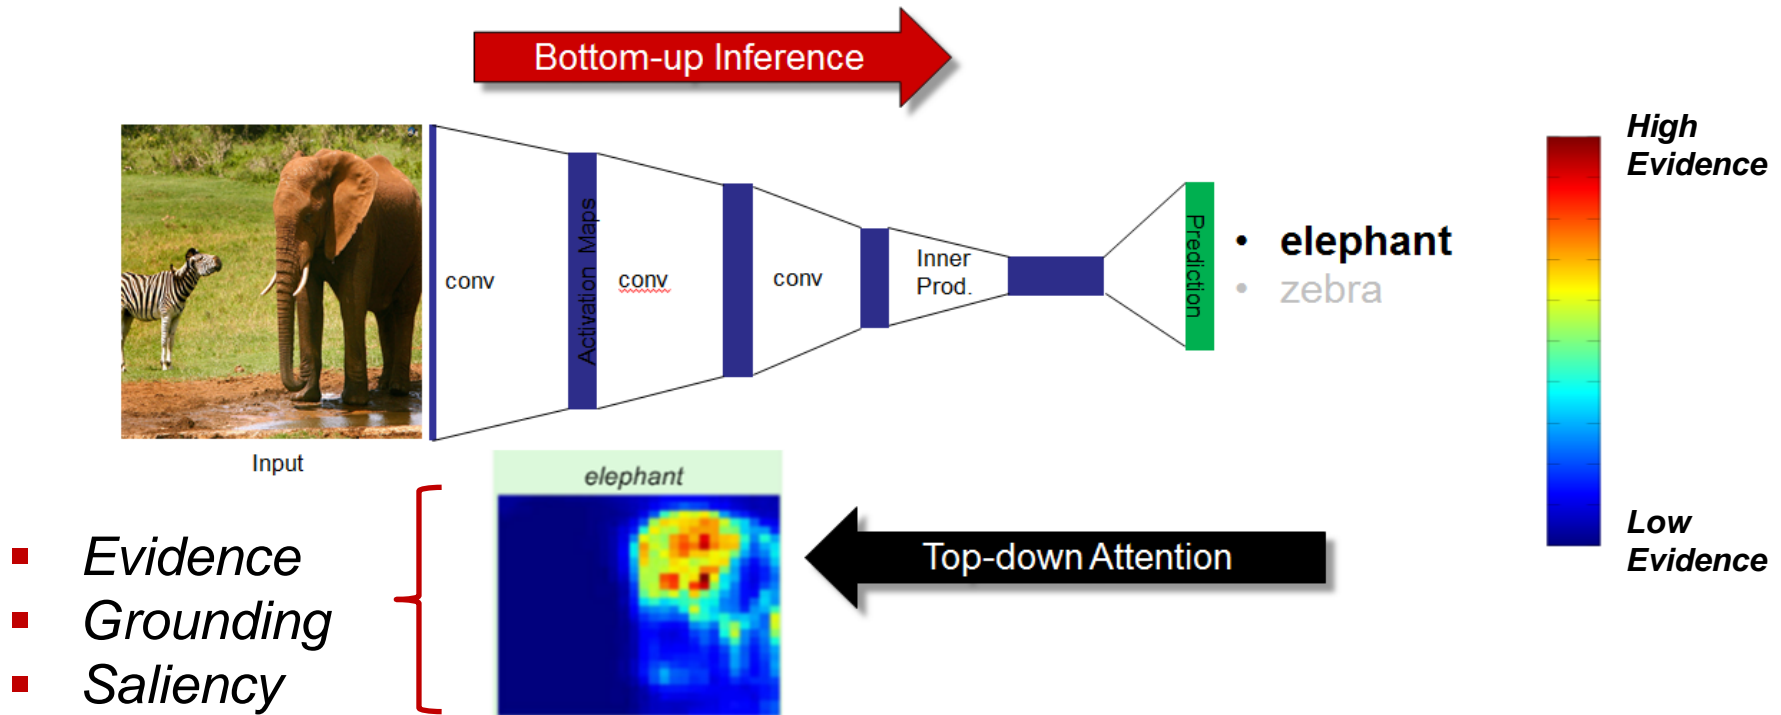 Bottom-up Inference
High
Evidence
conv
Activation Maps
conv
conv
Inner
Prod.
Prediction
• elephant
• zebra
Input
elephant
Top-down Attention
Low
Evidence
▪ Evidence
▪ Grounding
▪ Saliency